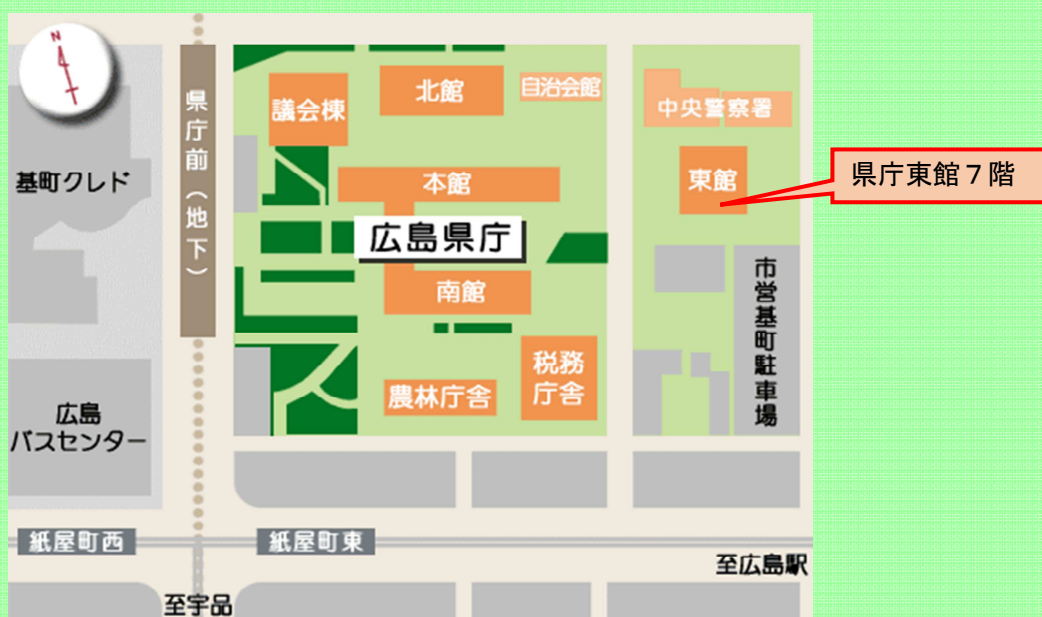 N
県庁前（地下）
議会棟
北館
自治会館
中央警察署
基町クレド
本館
東館
県庁東館７階
広島県庁
南館
市営基町駐車場
税務
庁舎
農林庁舎
広島
バスセンター
紙屋町西
紙屋町東
至広島駅
至宇品